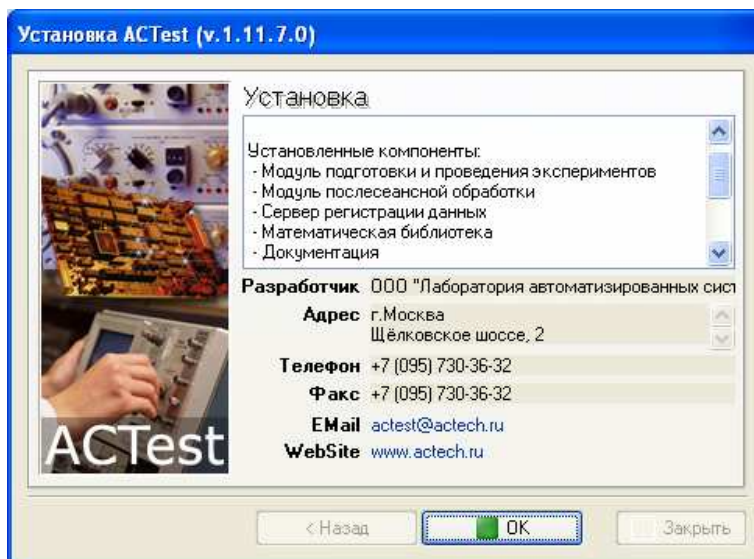 Установка ACTest (v.1.11.7.0)
Установка
Установленные компоненты:
- Модуль подготовки и проведения экспериментов
- Модуль послесеансной обработки
- Сервер регистрации данных
- Математическая библиотека
- Документация
Разработчик ООО "Лаборатория автоматизированных сист
Адрес г.Москва
Щёлковское шоссе, 2
Телефон +7 (095) 730-36-32
Факс +7 (095) 730-36-32
EMail actest@actech.ru
WebSite www.actech.ru
ACTest
< Назад OK Закрыть